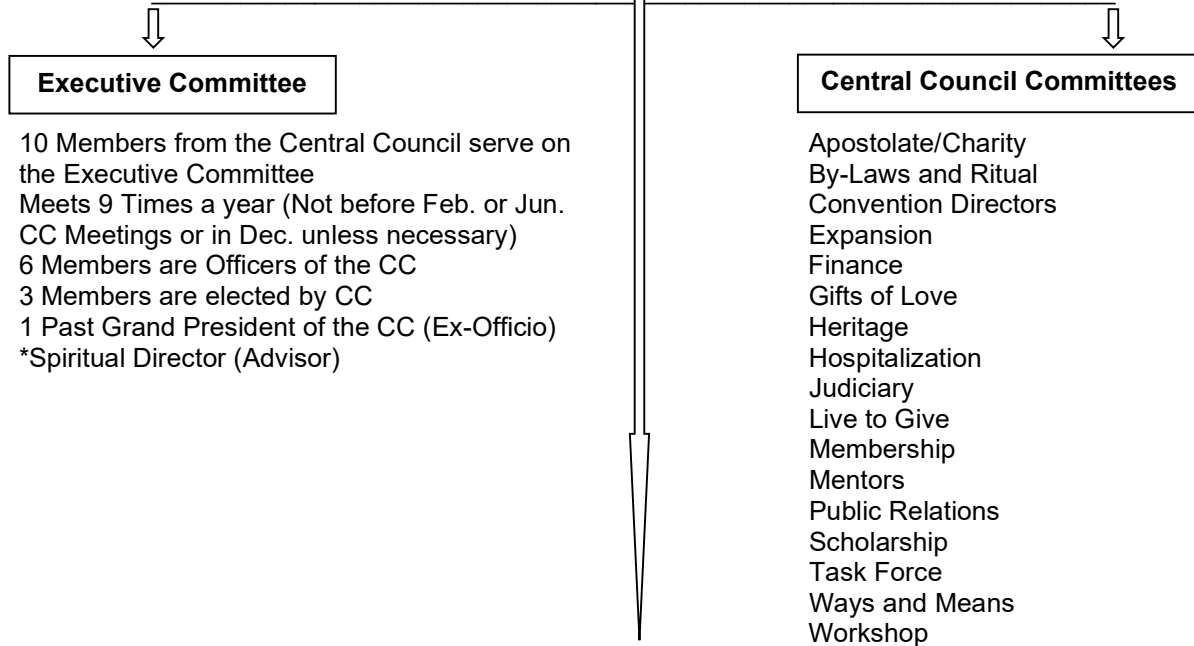 Executive Committee
10 Members from the Central Council serve on
the Executive Committee
Meets 9 Times a year (Not before Feb. or Jun.
CC Meetings or in Dec. unless necessary)
6 Members are Officers of the CC
3 Members are elected by CC
1 Past Grand President of the CC (Ex-Officio)
*Spiritual Director (Advisor)
Central Council Committees
Apostolate/Charity
By-Laws and Ritual
Convention Directors
Expansion
Finance
Gifts of Love
Heritage
Hospitalization
Judiciary
Live to Give
Membership
Mentors
Public Relations
Scholarship
Task Force
Ways and Means
Workshop